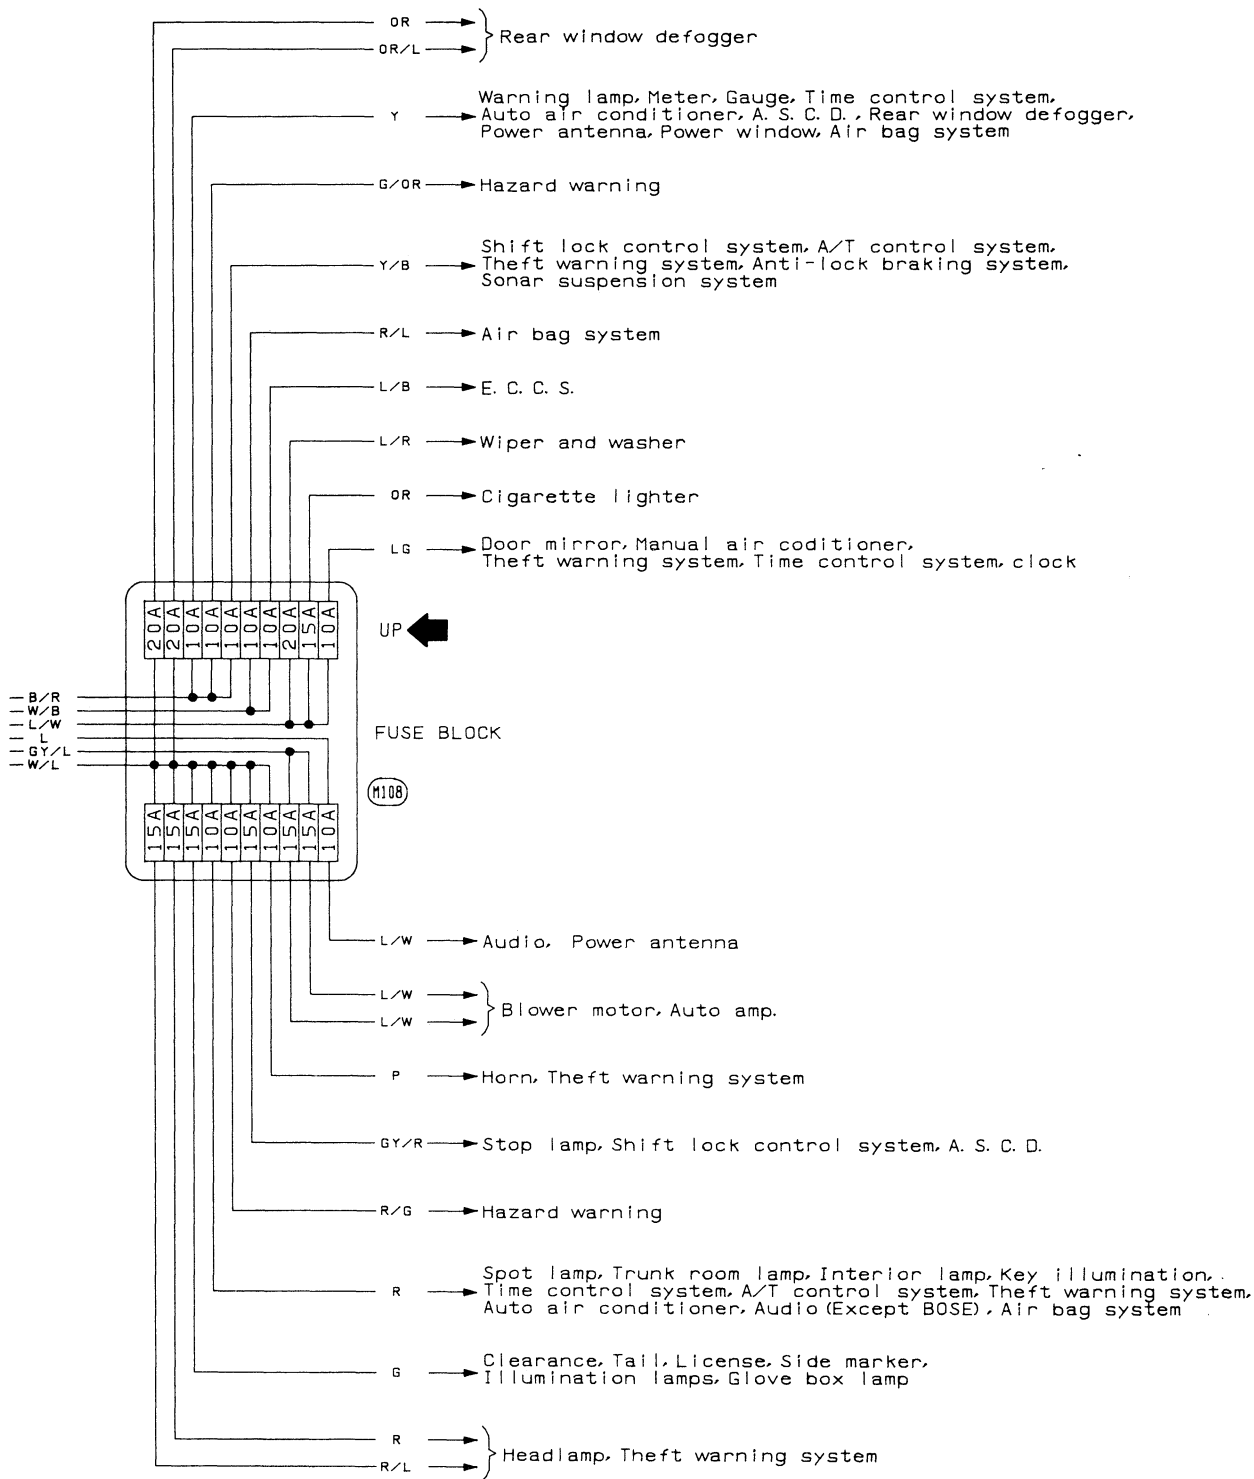 OR
OR/L
Rear window defogger
Y
Warning lamp, Meter, Gauge, Time control system,
Auto air conditioner, A. S. C. D. , Rear window defogger,
Power antenna, Power window, Air bag system
G/OR
Hazard warning
Y/B
Shift lock control system, A/T control system,
Theft warning system, Anti-lock braking system,
Sonar suspension system
R/L
Air bag system
L/B
E. C. C. S.
L/R
Wiper and washer
OR
Cigarette lighter
LG
Door mirror, Manual air coditioner,
Theft warning system, Time control system, clock
20A 20A 10A 10A 10A 10A 10A 20A 15A 10A
UP
B/R
W/B
L/W
L
GY/L
W/L
FUSE BLOCK
M108
15A 15A 15A 10A 10A 15A 10A 15A 15A 10A
L/W
Audio, Power antenna
L/W
L/W
Blower motor, Auto amp.
P
Horn, Theft warning system
GY/R
Stop lamp, Shift lock control system, A. S. C. D.
R/G
Hazard warning
R
Spot lamp, Trunk room lamp, Interior lamp, Key illumination,
Time control system, A/T control system, Theft warning system,
Auto air conditioner, Audio (Except BOSE) , Air bag system
G
Clearance, Tail, License, Side marker,
Illumination lamps, Glove box lamp
R
R/L
Headlamp, Theft warning system